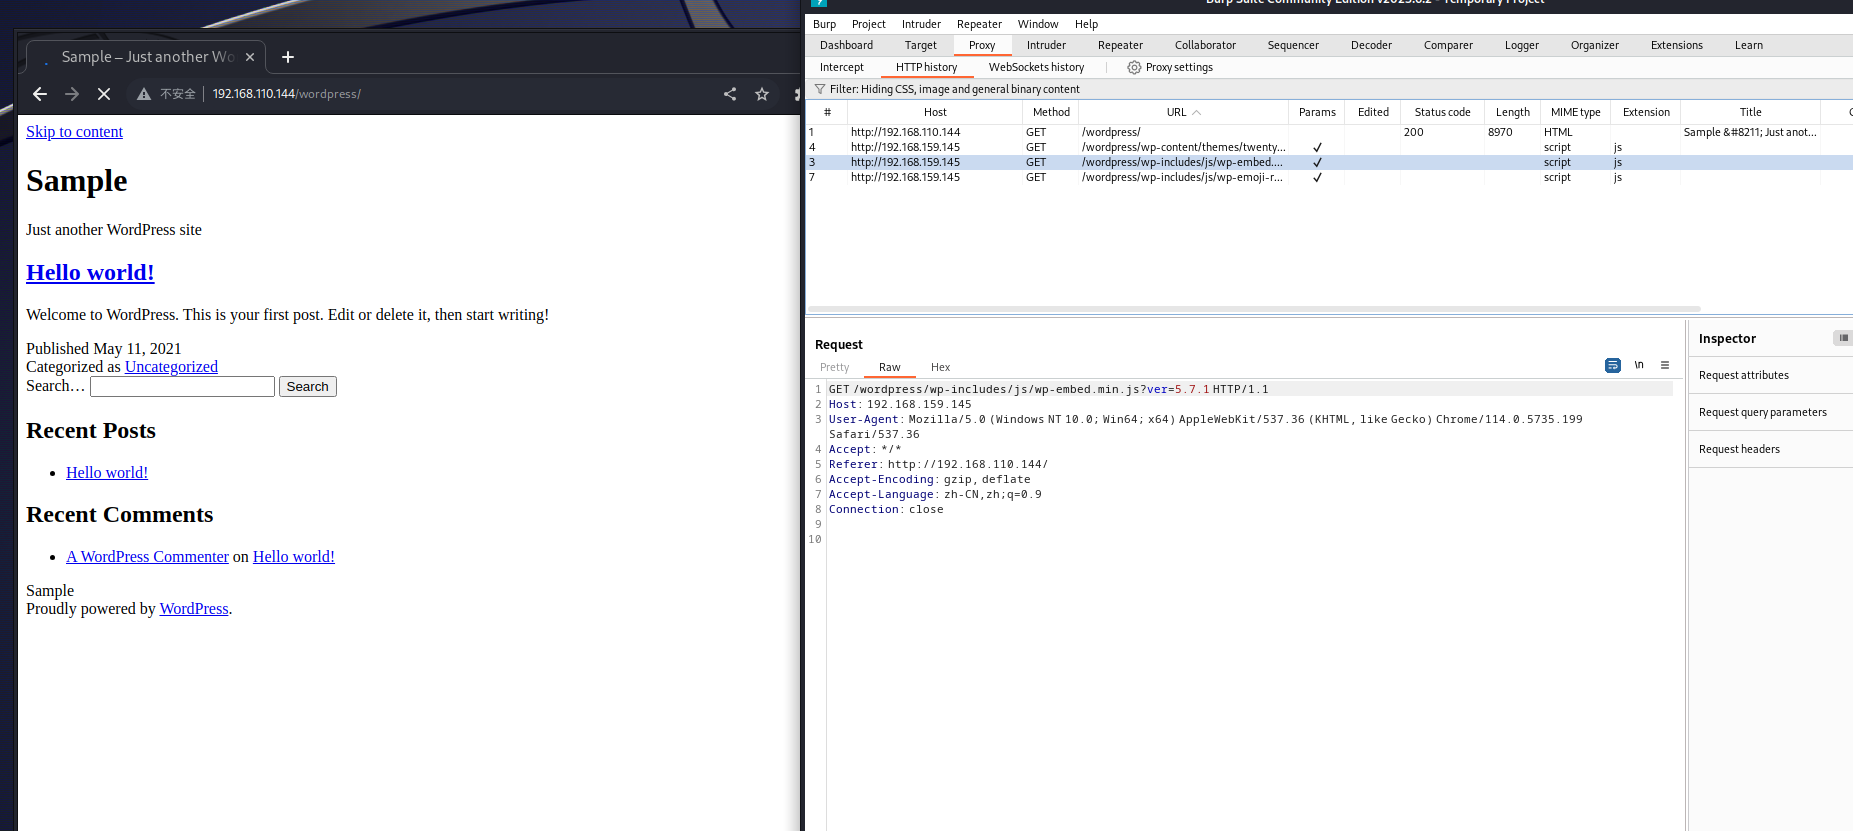 Sample – Just another Wo
不安全 192.168.110.144/wordpress/
Skip to content
Sample
Just another WordPress site
Hello world!
Welcome to WordPress. This is your first post. Edit or delete it, then start writing!
Published May 11, 2021
Categorized as Uncategorized
Search… Search
Recent Posts
Hello world!
Recent Comments
A WordPress Commenter on Hello world!
Sample
Proudly powered by WordPress.
Burp Project Intruder Repeater Window Help
Dashboard Target Proxy Intruder Repeater Collaborator Sequencer Decoder Comparer Logger Organizer Extensions Learn
Intercept HTTP history WebSockets history Proxy settings
Filter: Hiding CSS, image and general binary content
# Host Method URL Params Edited Status code Length MIME type Extension Title
1 http://192.168.110.144 GET /wordpress/ 200 8970 HTML Sample &#8211; Just anot...
4 http://192.168.159.145 GET /wordpress/wp-content/themes/twenty... ✓ script js
3 http://192.168.159.145 GET /wordpress/wp-includes/js/wp-embed.... ✓ script js
7 http://192.168.159.145 GET /wordpress/wp-includes/js/wp-emoji-r... ✓ script js
Request
Pretty Raw Hex \n
1 GET /wordpress/wp-includes/js/wp-embed.min.js?ver=5.7.1 HTTP/1.1
2 Host: 192.168.159.145
3 User-Agent: Mozilla/5.0 (Windows NT 10.0; Win64; x64) AppleWebKit/537.36 (KHTML, like Gecko) Chrome/114.0.5735.199
Safari/537.36
4 Accept: */*
5 Referer: http://192.168.110.144/
6 Accept-Encoding: gzip, deflate
7 Accept-Language: zh-CN,zh;q=0.9
8 Connection: close
9
10
Inspector
Request attributes
Request query parameters
Request headers